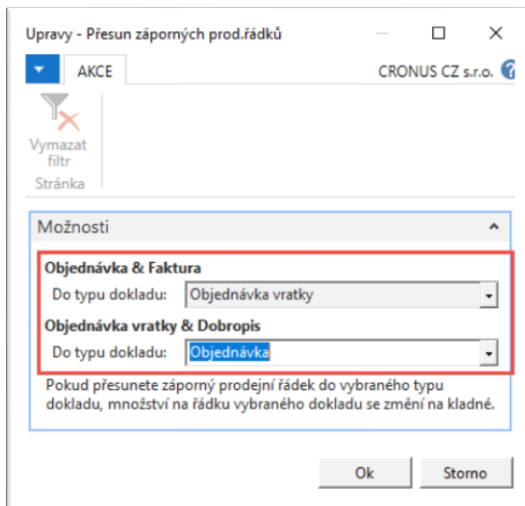 Upravy - Přesun záporných prod.řádků
AKCE
CRONUS CZ s.r.o. ?
Vymazat
filtr
Stránka
Možnosti
Objednávka & Faktura
Do typu dokladu: Objednávka vratky
Objednávka vratky & Dobropis
Do typu dokladu: Objednávka
Pokud přesunete záporný prodejní řádek do vybraného typu
dokladu, množství na řádku vybraného dokladu se změní na kladné.
Ok Storno